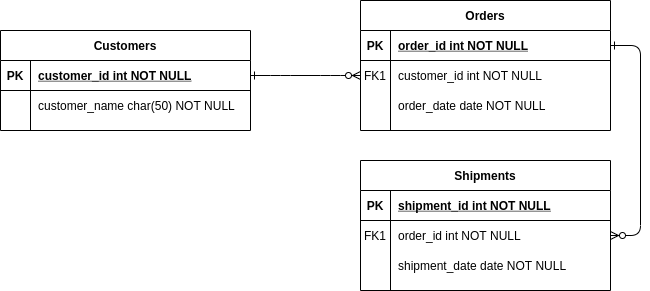 Customers
PK customer_id int NOT NULL
customer_name char(50) NOT NULL
Orders
PK order_id int NOT NULL
FK1 customer_id int NOT NULL
order_date date NOT NULL
Shipments
PK shipment_id int NOT NULL
FK1 order_id int NOT NULL
shipment_date date NOT NULL